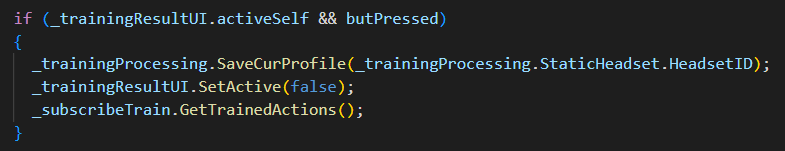 if (_trainingResultUI.activeSelf && butPressed)
{
_trainingProcessing.SaveCurProfile(_trainingProcessing.StaticHeadset.HeadsetID);
_trainingResultUI.SetActive(false);
_subscribeTrain.GetTrainedActions();
}